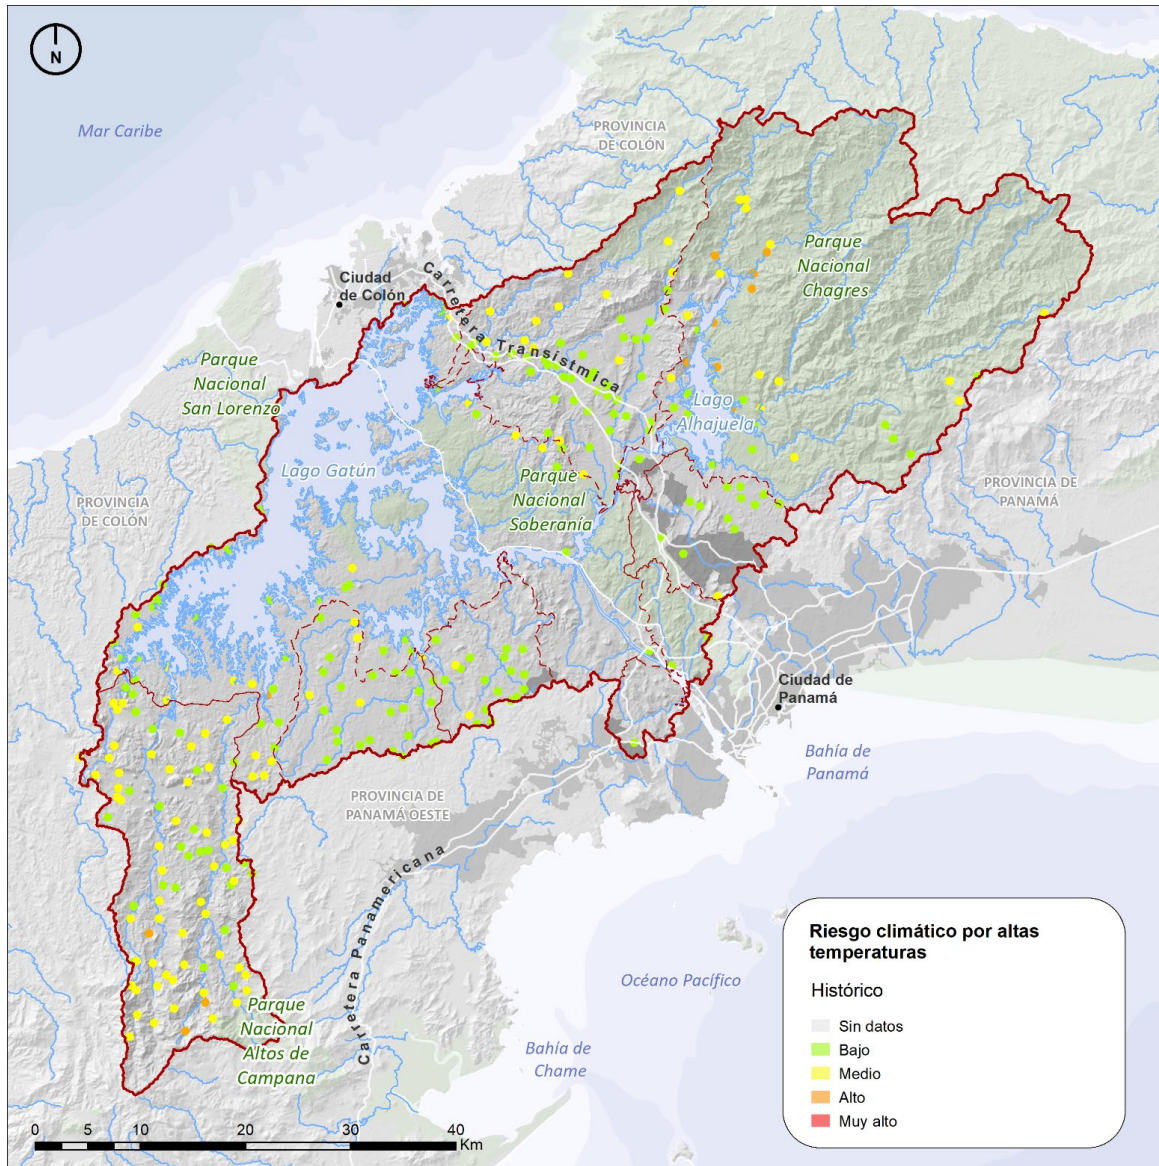 N
Mar Caribe
PROVINCIA
DE COLÓN
Parque
Nacional
Chagres
Ciudad
de Colón
Carretera Transístmica
Parque
Nacional
San Lorenzo
Lago
Alhajuela
Lago Gatún
PROVINCIA
DE COLÓN
Parque
Nacional
Soberanía
PROVINCIA DE
PANAMÁ
Ciudad de
Panamá
Bahía de
Panamá
PROVINCIA DE
PANAMÁ OESTE
Carretera Panamericana
Océano Pacífico
Parque
Nacional
Altos de
Campana
Bahía de
Chame
Riesgo climático por altas
temperaturas
Histórico
Sin datos
Bajo
Medio
Alto
Muy alto
0 5 10 20 30 40
Km